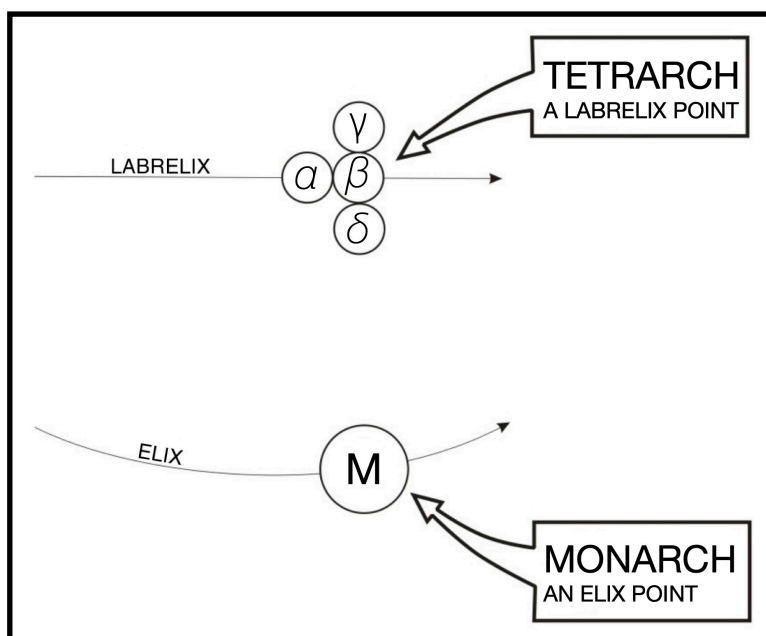 TETRARCH
A LABRELIX POINT
γ
LABRELIX
α β
δ
ELIX
M
MONARCH
AN ELIX POINT